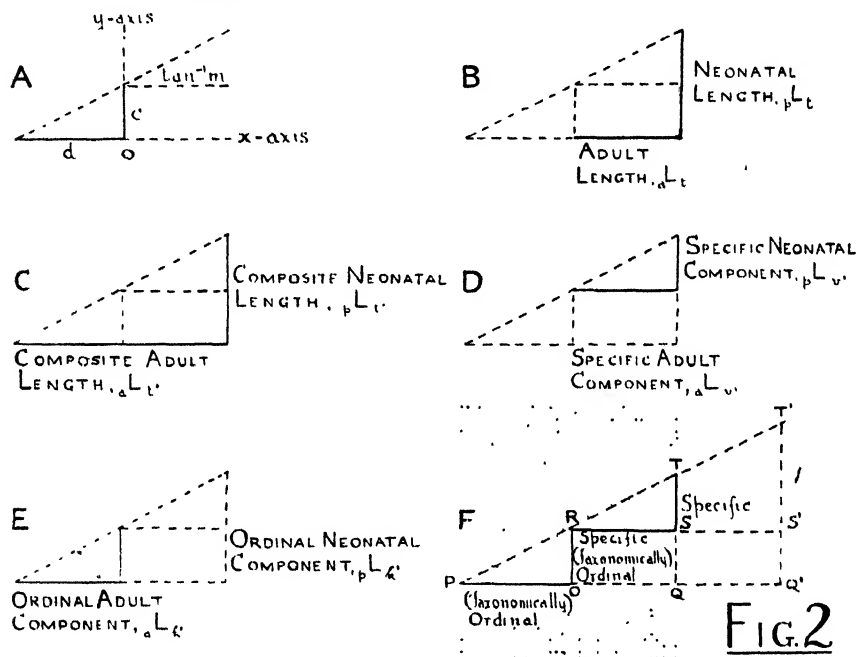 y-axis
A
tan⁻¹m
c
x-axis
d
O
B
NEONATAL
LENGTH, pLt
ADULT
LENGTH, aLt
C
COMPOSITE NEONATAL
LENGTH, pLt'
COMPOSITE ADULT
LENGTH, aLt'
D
SPECIFIC NEONATAL
COMPONENT, pLv'
SPECIFIC ADULT
COMPONENT, aLv'
E
ORDINAL NEONATAL
COMPONENT, pLk'
ORDINAL ADULT
COMPONENT, aLk'
F
T'
T
R
Specific
S
S'
Specific
(Taxonomically)
Ordinal
P
O
Q
Q'
(Taxonomically)
Ordinal
FIG. 2